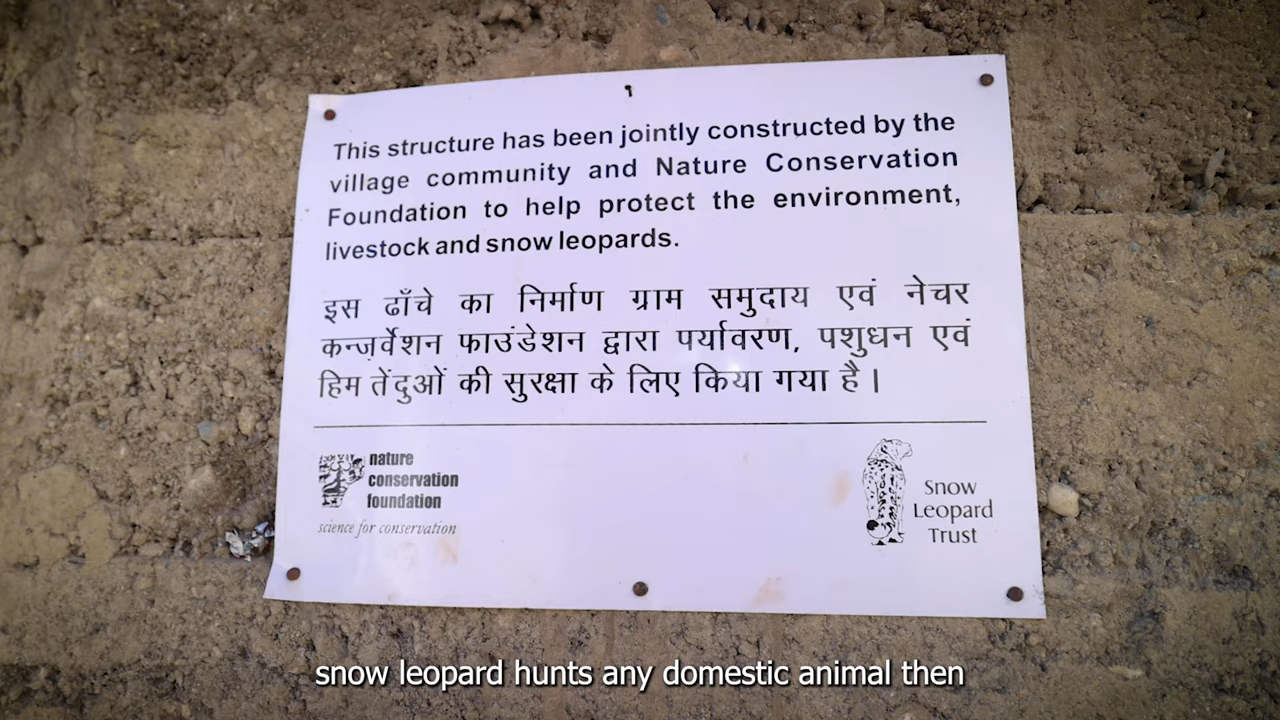 This structure has been jointly constructed by the
village community and Nature Conservation
Foundation to help protect the environment,
livestock and snow leopards.
इस ढाँचे का निर्माण ग्राम समुदाय एवं नेचर
कन्ज़र्वेशन फाउंडेशन द्वारा पर्यावरण, पशुधन एवं
हिम तेंदुओं की सुरक्षा के लिए किया गया है।
nature
conservation
foundation
science for conservation
Snow
Leopard
Trust
snow leopard hunts any domestic animal then